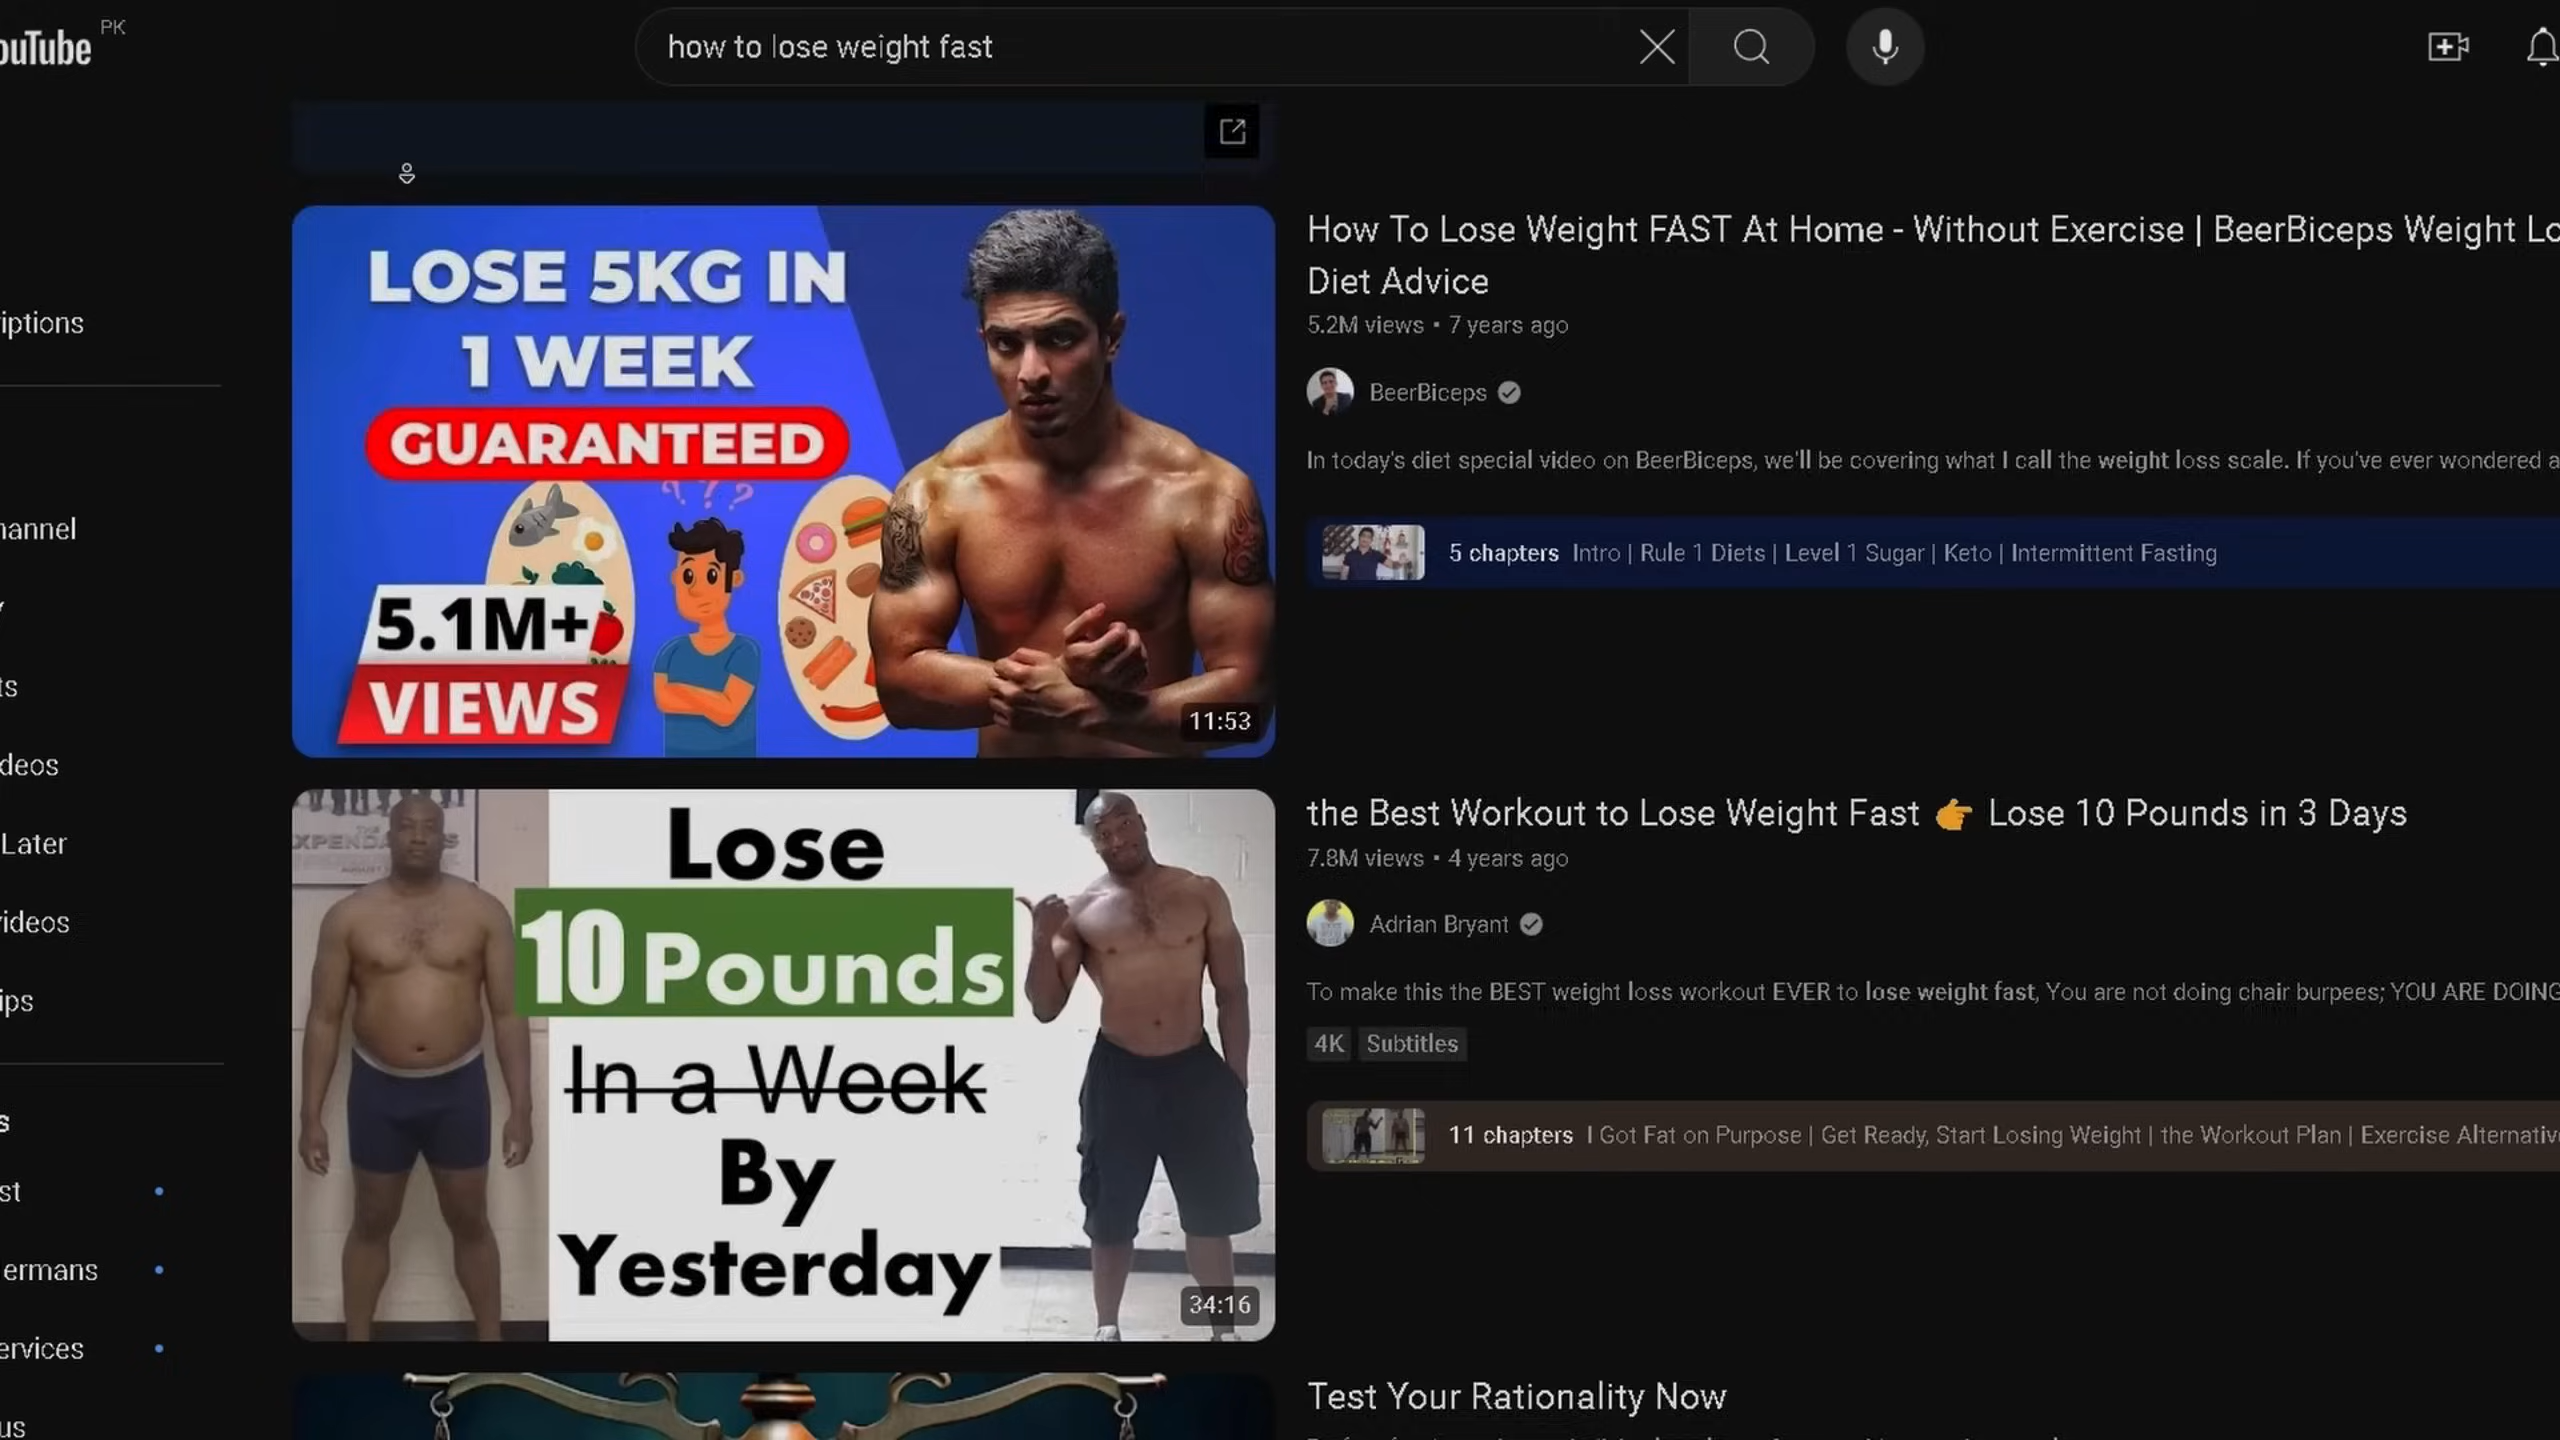 ouTube PK
how to lose weight fast
iptions
hannel
ts
deos
Later
videos
ips
s
st
ermans
ervices
us
LOSE 5KG IN
1 WEEK
GUARANTEED
???
5.1M+
VIEWS
11:53
How To Lose Weight FAST At Home - Without Exercise | BeerBiceps Weight Lo
Diet Advice
5.2M views • 7 years ago
BeerBiceps
In today's diet special video on BeerBiceps, we'll be covering what I call the weight loss scale. If you've ever wondered a
5 chapters Intro | Rule 1 Diets | Level 1 Sugar | Keto | Intermittent Fasting
Lose
10 Pounds
In a Week
By
Yesterday
34:16
the Best Workout to Lose Weight Fast 👉 Lose 10 Pounds in 3 Days
7.8M views • 4 years ago
Adrian Bryant
To make this the BEST weight loss workout EVER to lose weight fast, You are not doing chair burpees; YOU ARE DOING
4K Subtitles
11 chapters I Got Fat on Purpose | Get Ready, Start Losing Weight | the Workout Plan | Exercise Alternativ
Test Your Rationality Now